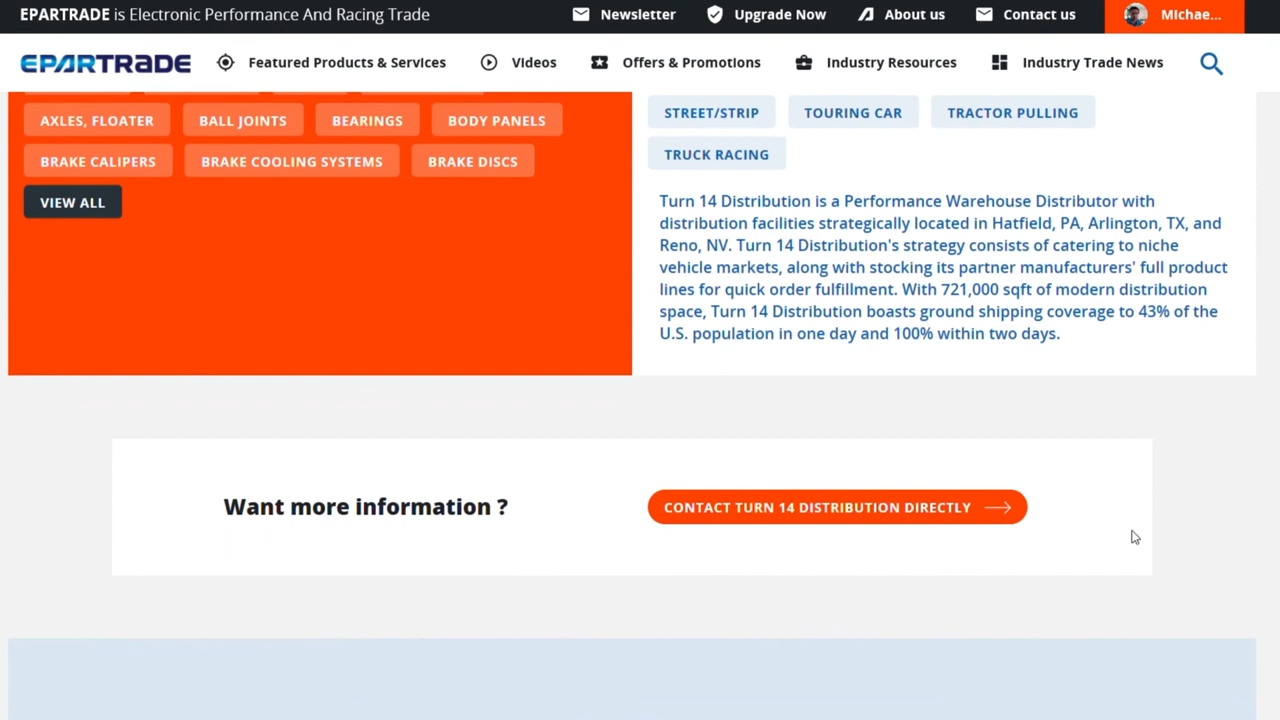 EPARTRADE is Electronic Performance And Racing Trade
Newsletter
Upgrade Now
About us
Contact us
Michae...
EPARTRADE
Featured Products & Services
Videos
Offers & Promotions
Industry Resources
Industry Trade News
AXLES, FLOATER
BALL JOINTS
BEARINGS
BODY PANELS
BRAKE CALIPERS
BRAKE COOLING SYSTEMS
BRAKE DISCS
VIEW ALL
STREET/STRIP
TOURING CAR
TRACTOR PULLING
TRUCK RACING
Turn 14 Distribution is a Performance Warehouse Distributor with
distribution facilities strategically located in Hatfield, PA, Arlington, TX, and
Reno, NV. Turn 14 Distribution's strategy consists of catering to niche
vehicle markets, along with stocking its partner manufacturers' full product
lines for quick order fulfillment. With 721,000 sqft of modern distribution
space, Turn 14 Distribution boasts ground shipping coverage to 43% of the
U.S. population in one day and 100% within two days.
Want more information ?
CONTACT TURN 14 DISTRIBUTION DIRECTLY